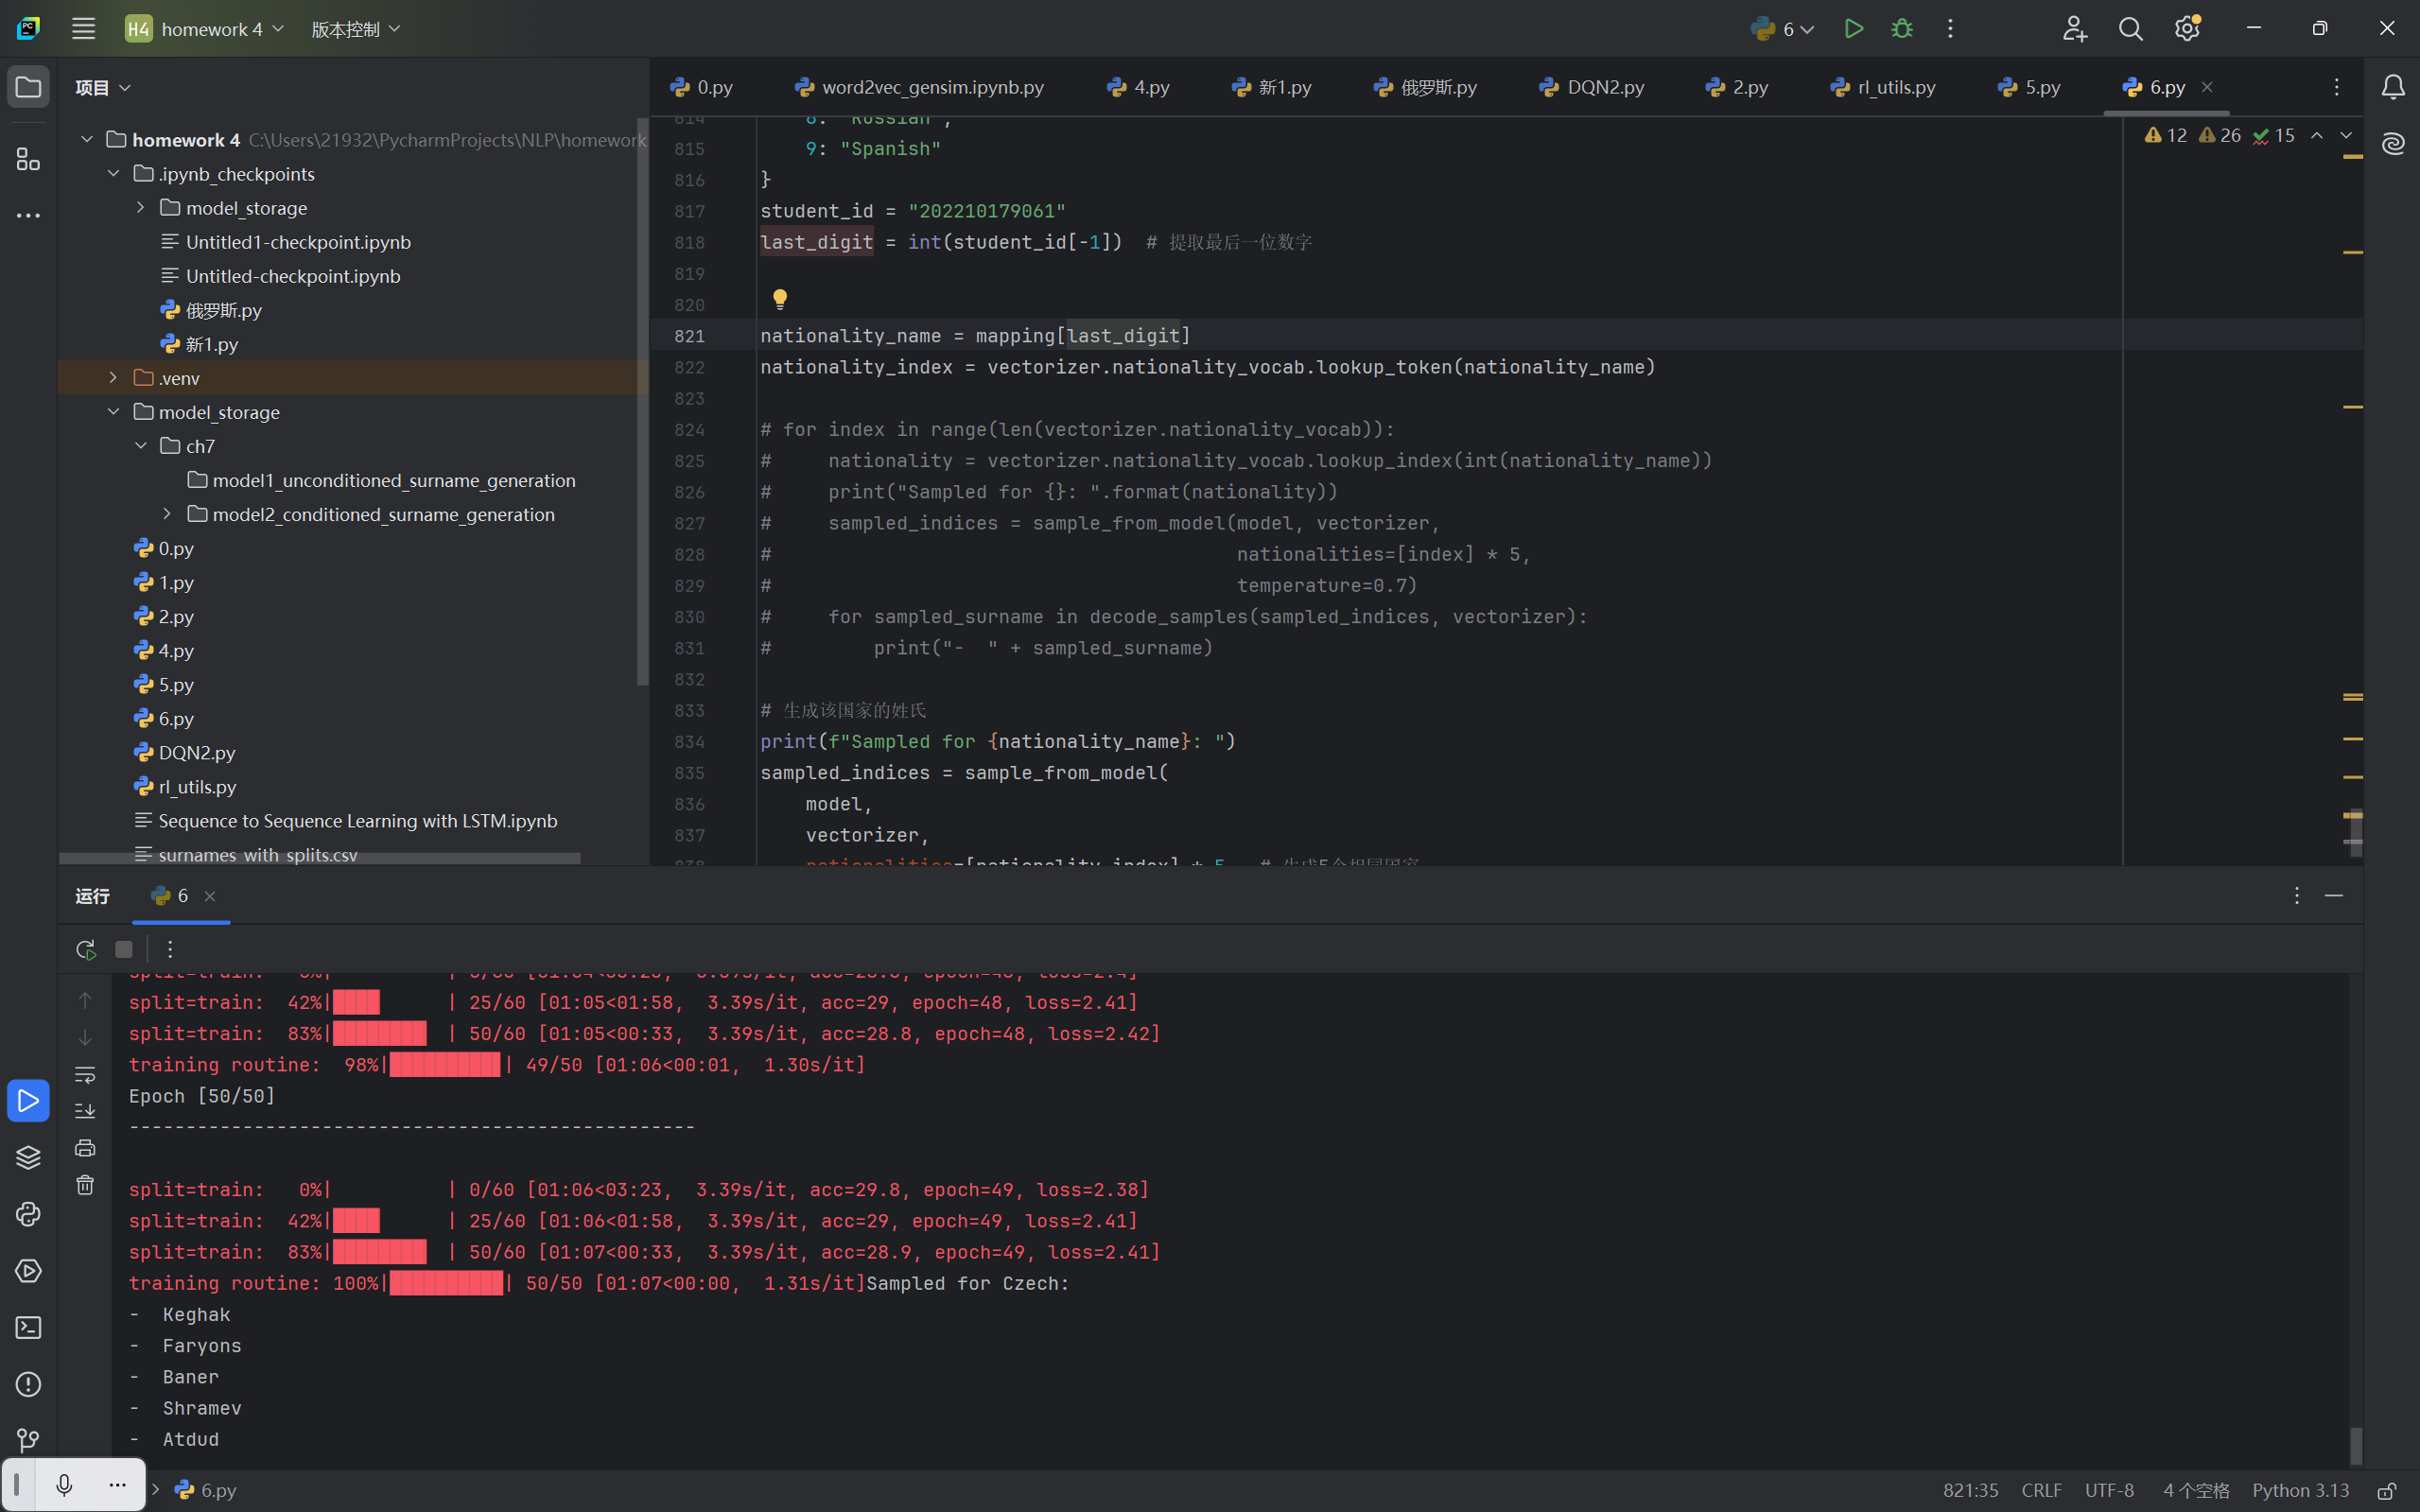 PC
H4 homework 4 版本控制 6
项目
homework 4 C:\Users\21932\PycharmProjects\NLP\homework
.ipynb_checkpoints
model_storage
Untitled1-checkpoint.ipynb
Untitled-checkpoint.ipynb
俄罗斯.py
新1.py
.venv
model_storage
ch7
model1_unconditioned_surname_generation
model2_conditioned_surname_generation
0.py
1.py
2.py
4.py
5.py
6.py
DQN2.py
rl_utils.py
Sequence to Sequence Learning with LSTM.ipynb
surnames_with_splits.csv
0.py word2vec_gensim.ipynb.py 4.py 新1.py 俄罗斯.py DQN2.py 2.py rl_utils.py 5.py 6.py
12 26 15
814 8: "Russian",
815 9: "Spanish"
816 }
817 student_id = "202210179061"
818 last_digit = int(student_id[-1])  # 提取最后一位数字
819
820
821 nationality_name = mapping[last_digit]
822 nationality_index = vectorizer.nationality_vocab.lookup_token(nationality_name)
823
824 # for index in range(len(vectorizer.nationality_vocab)):
825 #     nationality = vectorizer.nationality_vocab.lookup_index(int(nationality_name))
826 #     print("Sampled for {}: ".format(nationality))
827 #     sampled_indices = sample_from_model(model, vectorizer,
828 #                                         nationalities=[index] * 5,
829 #                                         temperature=0.7)
830 #     for sampled_surname in decode_samples(sampled_indices, vectorizer):
831 #         print("-  " + sampled_surname)
832
833 # 生成该国家的姓氏
834 print(f"Sampled for {nationality_name}: ")
835 sampled_indices = sample_from_model(
836 model,
837 vectorizer,
838 nationalities=[nationality_index] * 5, # 生成5个相同国家
运行 6
split=train: 42%| | 25/60 [01:05<01:58, 3.39s/it, acc=29, epoch=48, loss=2.41]
split=train: 83%| | 50/60 [01:05<00:33, 3.39s/it, acc=28.8, epoch=48, loss=2.42]
training routine: 98%| | 49/50 [01:06<00:01, 1.30s/it]
Epoch [50/50]
--------------------------------------------------
split=train: 0%| | 0/60 [01:06<03:23, 3.39s/it, acc=29.8, epoch=49, loss=2.38]
split=train: 42%| | 25/60 [01:06<01:58, 3.39s/it, acc=29, epoch=49, loss=2.41]
split=train: 83%| | 50/60 [01:07<00:33, 3.39s/it, acc=28.9, epoch=49, loss=2.41]
training routine: 100%| | 50/50 [01:07<00:00, 1.31s/it]Sampled for Czech:
-  Keghak
-  Faryons
-  Baner
-  Shramev
-  Atdud
6.py 821:35 CRLF UTF-8 4 个空格 Python 3.13